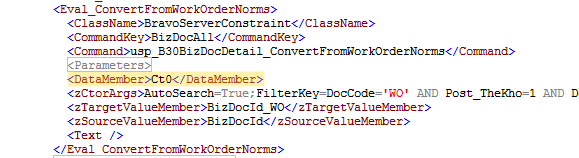 <Eval_ConvertFromWorkOrderNorms>
<ClassName>BravoServerConstraint</ClassName>
<CommandKey>BizDocAll</CommandKey>
<Command>usp_B30BizDocDetail_ConvertFromWorkOrderNorms</Command>
<Parameters>
<DataMember>Ct0</DataMember>
<zCtorArgs>AutoSearch=True;FilterKey=DocCode='WO' AND Post_TheKho=1 AND D
<zTargetValueMember>BizDocId_WO</zTargetValueMember>
<zSourceValueMember>BizDocId</zSourceValueMember>
<Text />
</Eval_ConvertFromWorkOrderNorms>